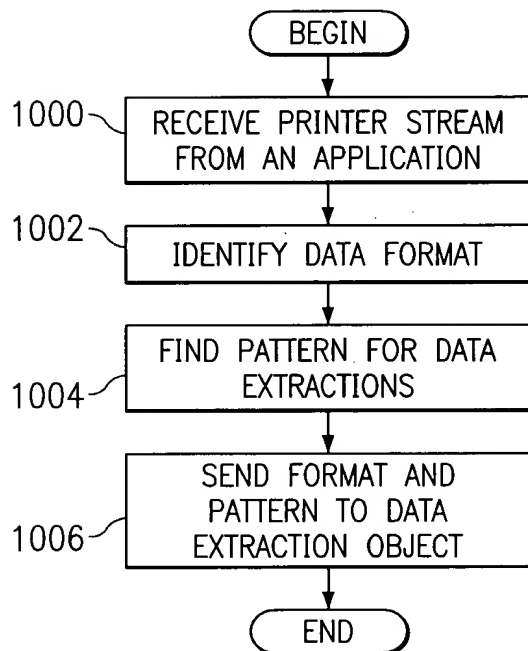 BEGIN
1000
RECEIVE PRINTER STREAM
FROM AN APPLICATION
1002
IDENTIFY DATA FORMAT
FIND PATTERN FOR DATA
EXTRACTIONS
1004
SEND FORMAT AND
PATTERN TO DATA
EXTRACTION OBJECT
1006
END